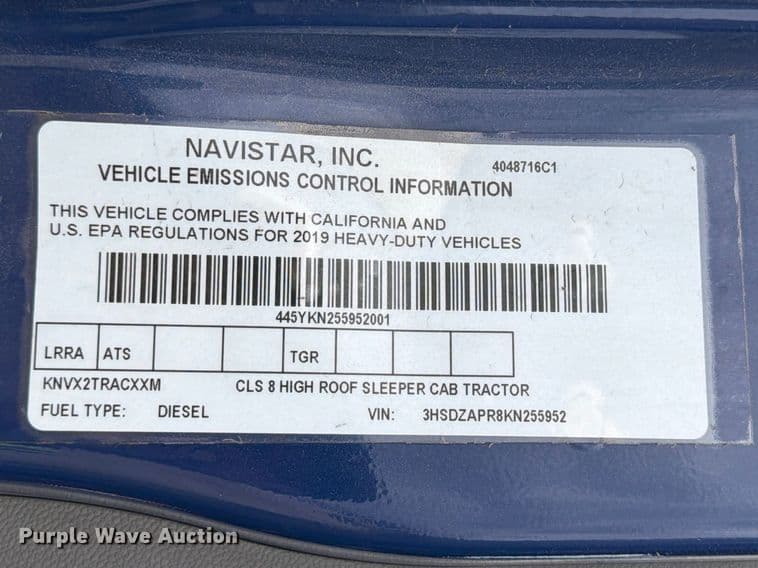 NAVISTAR, INC.
4048716C1
VEHICLE EMISSIONS CONTROL INFORMATION
THIS VEHICLE COMPLIES WITH CALIFORNIA AND
U.S. EPA REGULATIONS FOR 2019 HEAVY-DUTY VEHICLES
445YKN255952001
LRRA ATS TGR
KNVX2TRACXXM CLS 8 HIGH ROOF SLEEPER CAB TRACTOR
FUEL TYPE: DIESEL VIN: 3HSDZAPR8KN255952
Purple Wave Auction